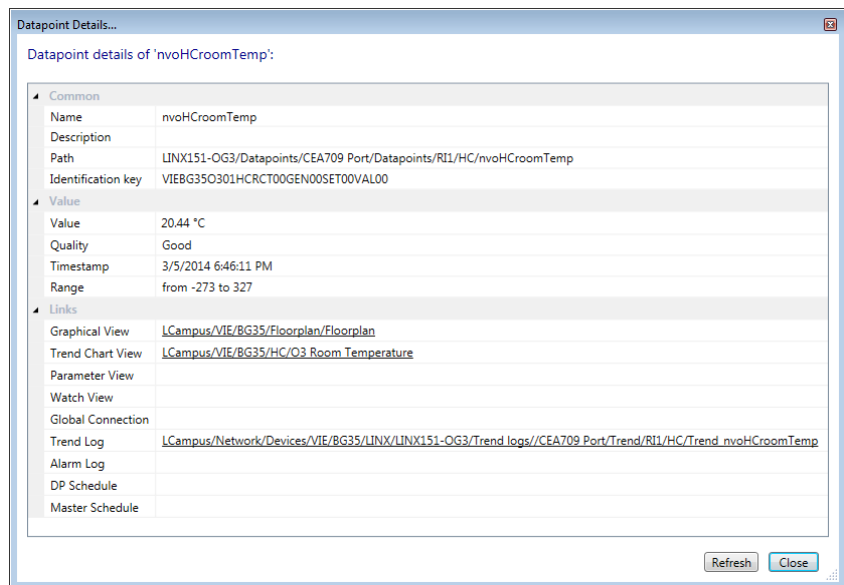 Datapoint Details...
Datapoint details of 'nvoHCroomTemp':
Common
Name nvoHCroomTemp
Description
Path LINX151-OG3/Datapoints/CEA709 Port/Datapoints/RI1/HC/nvoHCroomTemp
Identification key VIEBG35O301HCRCT00GEN00SET00VAL00
Value
Value 20.44 °C
Quality Good
Timestamp 3/5/2014 6:46:11 PM
Range from -273 to 327
Links
Graphical View LCampus/VIE/BG35/Floorplan/Floorplan
Trend Chart View LCampus/VIE/BG35/HC/O3 Room Temperature
Parameter View
Watch View
Global Connection
Trend Log LCampus/Network/Devices/VIE/BG35/LINX/LINX151-OG3/Trend logs//CEA709 Port/Trend/RI1/HC/Trend_nvoHCroomTemp
Alarm Log
DP Schedule
Master Schedule
Refresh Close